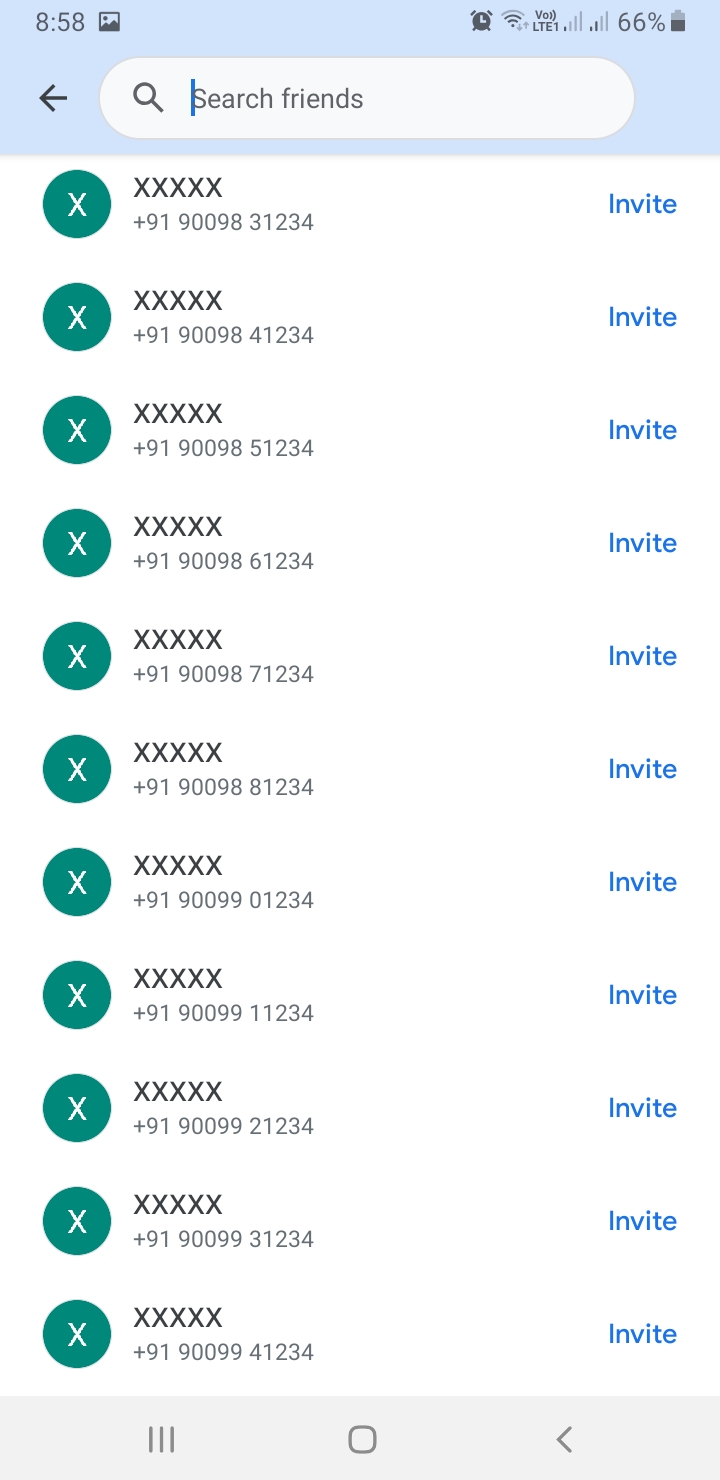 8:58
Vo) LTE1 66%
Search friends
X
XXXXX
+91 90098 31234
Invite
X
XXXXX
+91 90098 41234
Invite
X
XXXXX
+91 90098 51234
Invite
X
XXXXX
+91 90098 61234
Invite
X
XXXXX
+91 90098 71234
Invite
X
XXXXX
+91 90098 81234
Invite
X
XXXXX
+91 90099 01234
Invite
X
XXXXX
+91 90099 11234
Invite
X
XXXXX
+91 90099 21234
Invite
X
XXXXX
+91 90099 31234
Invite
X
XXXXX
+91 90099 41234
Invite